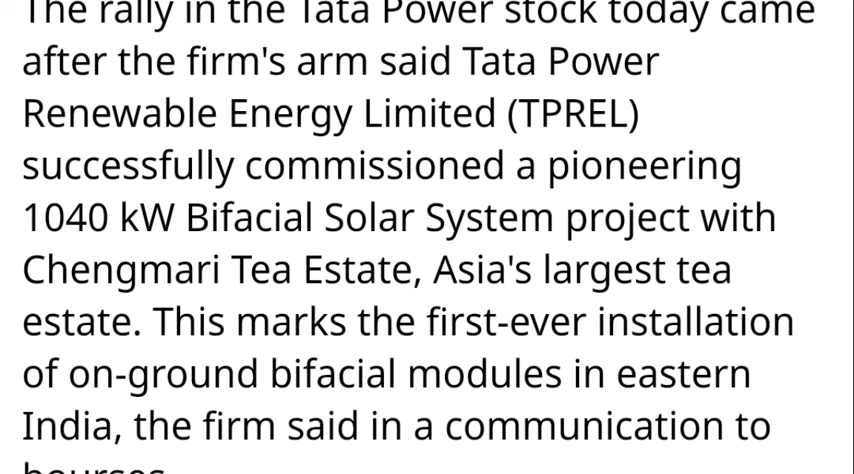 The rally in the Tata Power stock today came
after the firm's arm said Tata Power
Renewable Energy Limited (TPREL)
successfully commissioned a pioneering
1040 kW Bifacial Solar System project with
Chengmari Tea Estate, Asia's largest tea
estate. This marks the first-ever installation
of on-ground bifacial modules in eastern
India, the firm said in a communication to
bourses